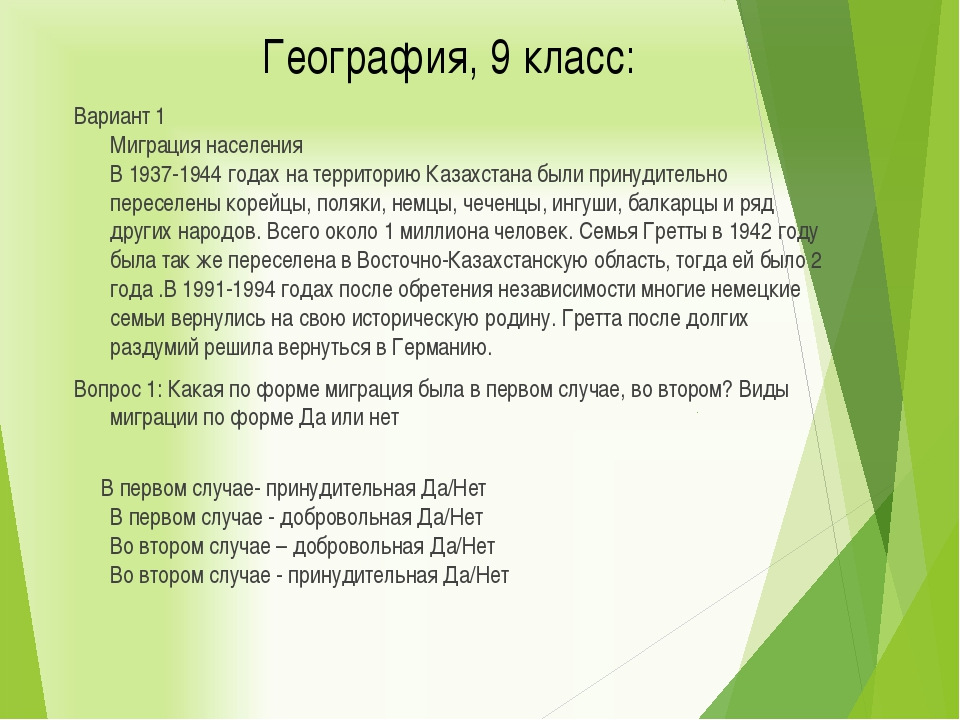 География, 9 класс:
Вариант 1
Миграция населения
В 1937-1944 годах на территорию Казахстана были принудительно
переселены корейцы, поляки, немцы, чеченцы, ингуши, балкарцы и ряд
других народов. Всего около 1 миллиона человек. Семья Гретты в 1942 году
была так же переселена в Восточно-Казахстанскую область, тогда ей было 2
года .В 1991-1994 годах после обретения независимости многие немецкие
семьи вернулись на свою историческую родину. Гретта после долгих
раздумий решила вернуться в Германию.
Вопрос 1: Какая по форме миграция была в первом случае, во втором? Виды
миграции по форме Да или нет
В первом случае- принудительная Да/Нет
В первом случае - добровольная Да/Нет
Во втором случае – добровольная Да/Нет
Во втором случае - принудительная Да/Нет